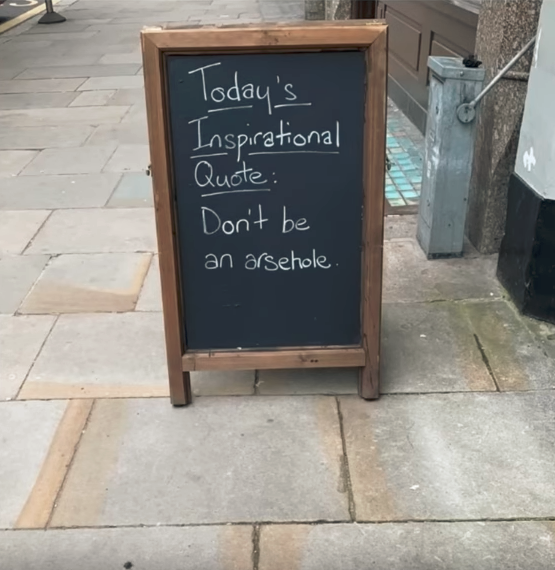 Today's
Inspirational
Quote:
Don't be
an arsehole.